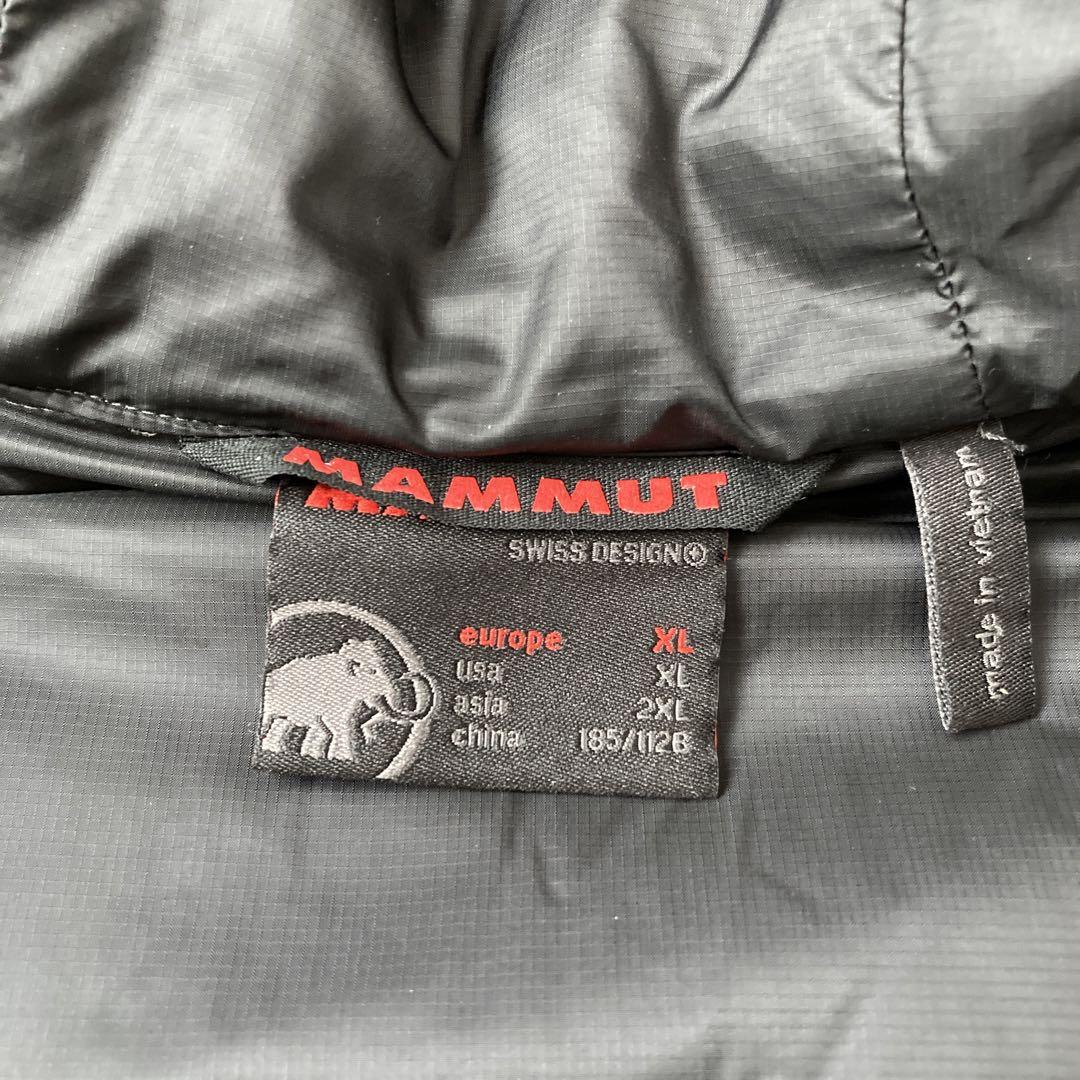 MAMMUT
SWISS DESIGN
europe XL
usa XL
asia 2XL
china 185/112B
made in vietnam